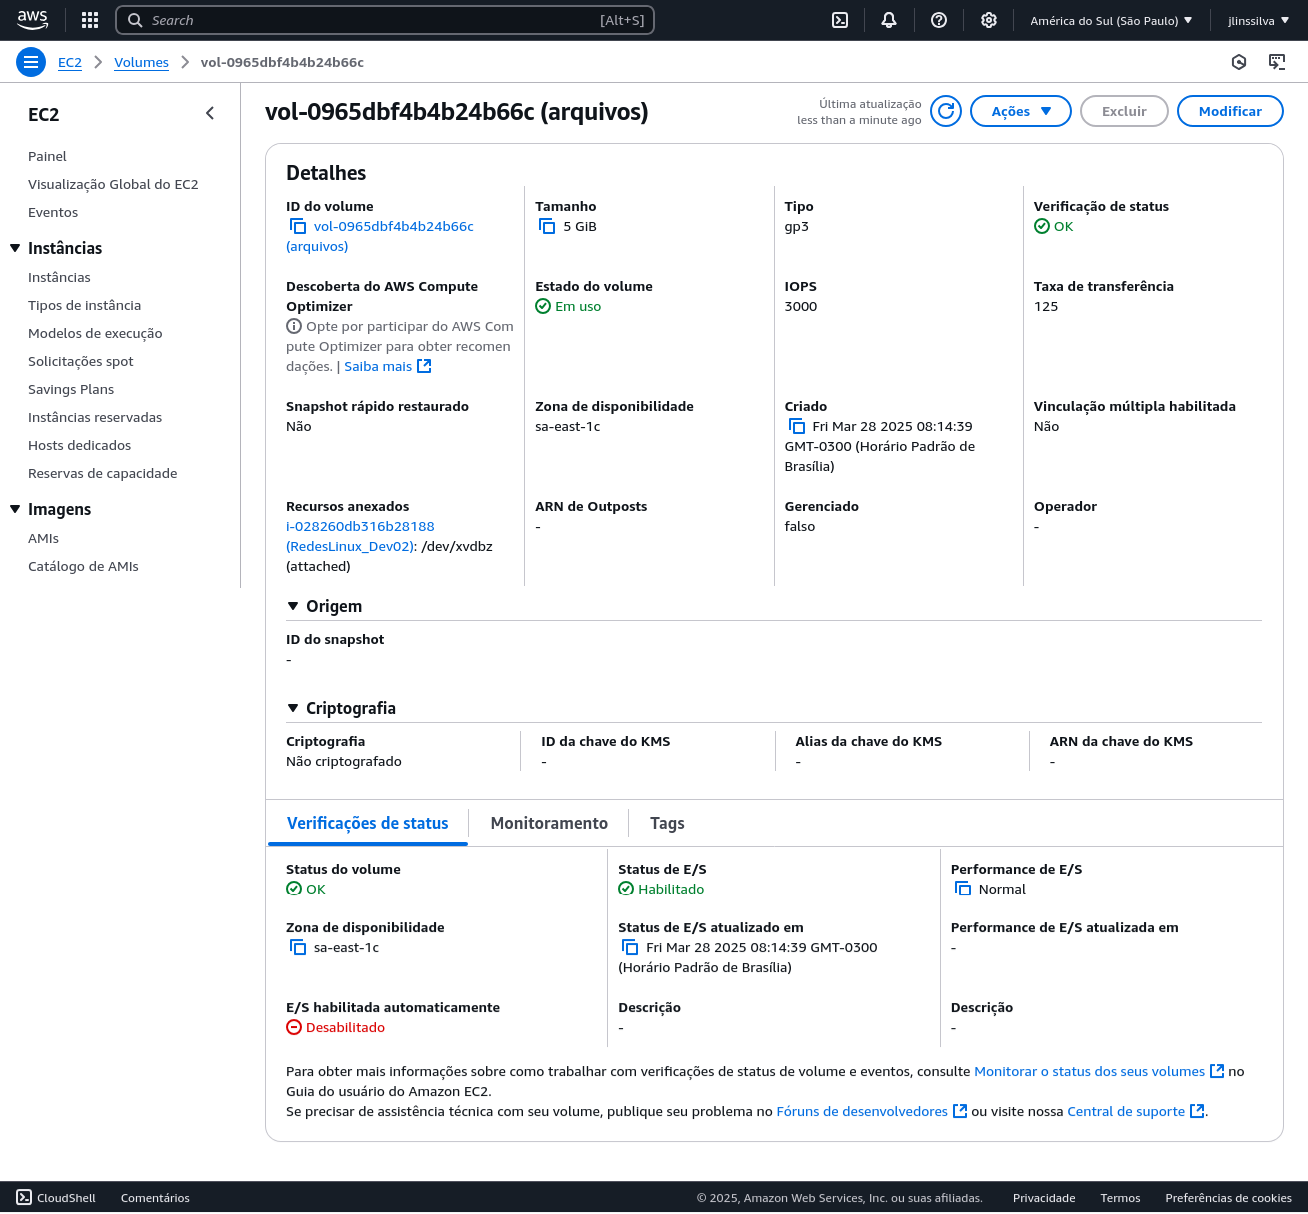 aws
Search [Alt+S]
América do Sul (São Paulo)
jlinssilva
EC2
Volumes
vol-0965dbf4b4b24b66c
EC2
Painel
Visualização Global do EC2
Eventos
Instâncias
Instâncias
Tipos de instância
Modelos de execução
Solicitações spot
Savings Plans
Instâncias reservadas
Hosts dedicados
Reservas de capacidade
Imagens
AMIs
Catálogo de AMIs
vol-0965dbf4b4b24b66c (arquivos)
Última atualização
less than a minute ago
Ações
Excluir
Modificar
Detalhes
ID do volume
vol-0965dbf4b4b24b66c
(arquivos)
Tamanho
5 GiB
Tipo
gp3
Verificação de status
OK
Descoberta do AWS Compute
Optimizer
Opte por participar do AWS Com
pute Optimizer para obter recomen
dações. | Saiba mais
Estado do volume
Em uso
IOPS
3000
Taxa de transferência
125
Snapshot rápido restaurado
Não
Zona de disponibilidade
sa-east-1c
Criado
Fri Mar 28 2025 08:14:39
GMT-0300 (Horário Padrão de
Brasília)
Vinculação múltipla habilitada
Não
Recursos anexados
i-028260db316b28188
(RedesLinux_Dev02): /dev/xvdbz
(attached)
ARN de Outposts
-
Gerenciado
falso
Operador
-
Origem
ID do snapshot
-
Criptografia
Criptografia
Não criptografado
ID da chave do KMS
-
Alias da chave do KMS
-
ARN da chave do KMS
-
Verificações de status
Monitoramento
Tags
Status do volume
OK
Status de E/S
Habilitado
Performance de E/S
Normal
Zona de disponibilidade
sa-east-1c
Status de E/S atualizado em
Fri Mar 28 2025 08:14:39 GMT-0300
(Horário Padrão de Brasília)
Performance de E/S atualizada em
-
E/S habilitada automaticamente
Desabilitado
Descrição
-
Descrição
-
Para obter mais informações sobre como trabalhar com verificações de status de volume e eventos, consulte Monitorar o status dos seus volumes no
Guia do usuário do Amazon EC2.
Se precisar de assistência técnica com seu volume, publique seu problema no Fóruns de desenvolvedores ou visite nossa Central de suporte.
CloudShell
Comentários
© 2025, Amazon Web Services, Inc. ou suas afiliadas.
Privacidade
Termos
Preferências de cookies